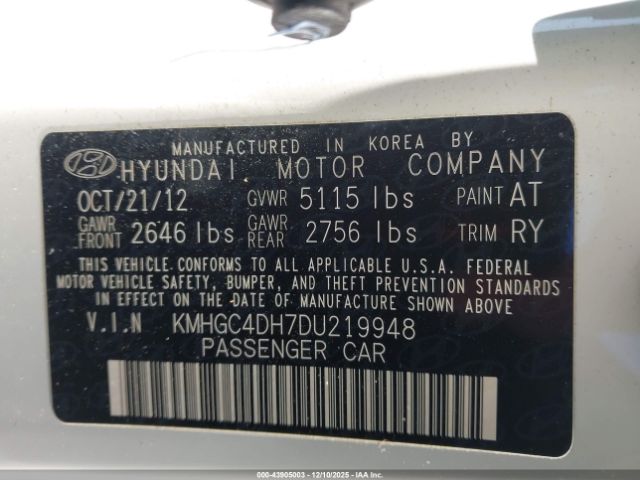 MANUFACTURED IN KOREA BY
HYUNDAI MOTOR COMPANY
OCT/21/12 GVWR 5115 lbs PAINT AT
GAWR FRONT 2646 lbs GAWR REAR 2756 lbs TRIM RY
THIS VEHICLE CONFORMS TO ALL APPLICABLE U.S.A. FEDERAL
MOTOR VEHICLE SAFETY, BUMPER, AND THEFT PREVENTION STANDARDS
IN EFFECT ON THE DATE OF MANUFACTURE SHOWN ABOVE
V.I.N KMHGC4DH7DU219948
PASSENGER CAR
000-43905003 - 12/10/2025 - ©2025 IAA Inc.